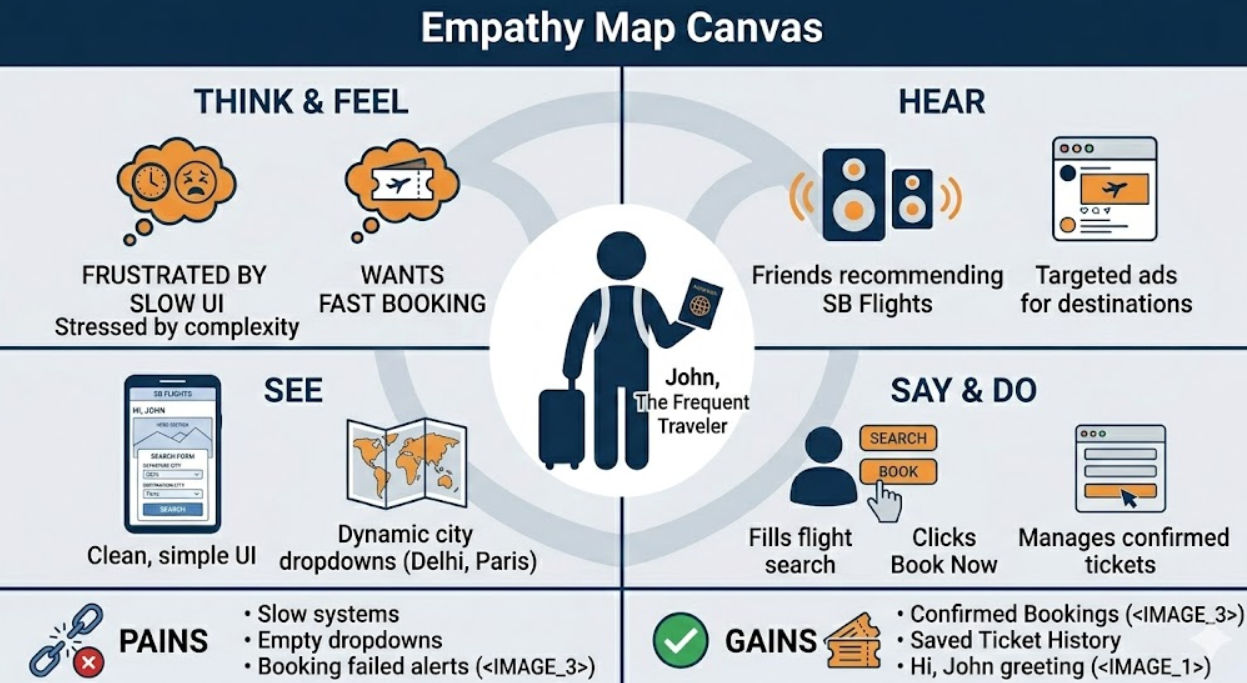 Empathy Map Canvas
THINK & FEEL
FRUSTRATED BY
SLOW UI
Stressed by complexity
WANTS
FAST BOOKING
HEAR
Friends recommending
SB Flights
Targeted ads
for destinations
John,
The Frequent
Traveler
SEE
SB FLIGHTS
HI, JOHN
SEARCH FORM
DEPARTURE CITY
SEARCH
Clean, simple UI
Dynamic city
dropdowns (Delhi, Paris)
SAY & DO
SEARCH
BOOK
Fills flight
search
Clicks
Book Now
Manages confirmed
tickets
PAINS
• Slow systems
• Empty dropdowns
• Booking failed alerts (<IMAGE_3>)
GAINS
• Confirmed Bookings (<IMAGE_3>)
• Saved Ticket History
• Hi, John greeting (<IMAGE_1>)